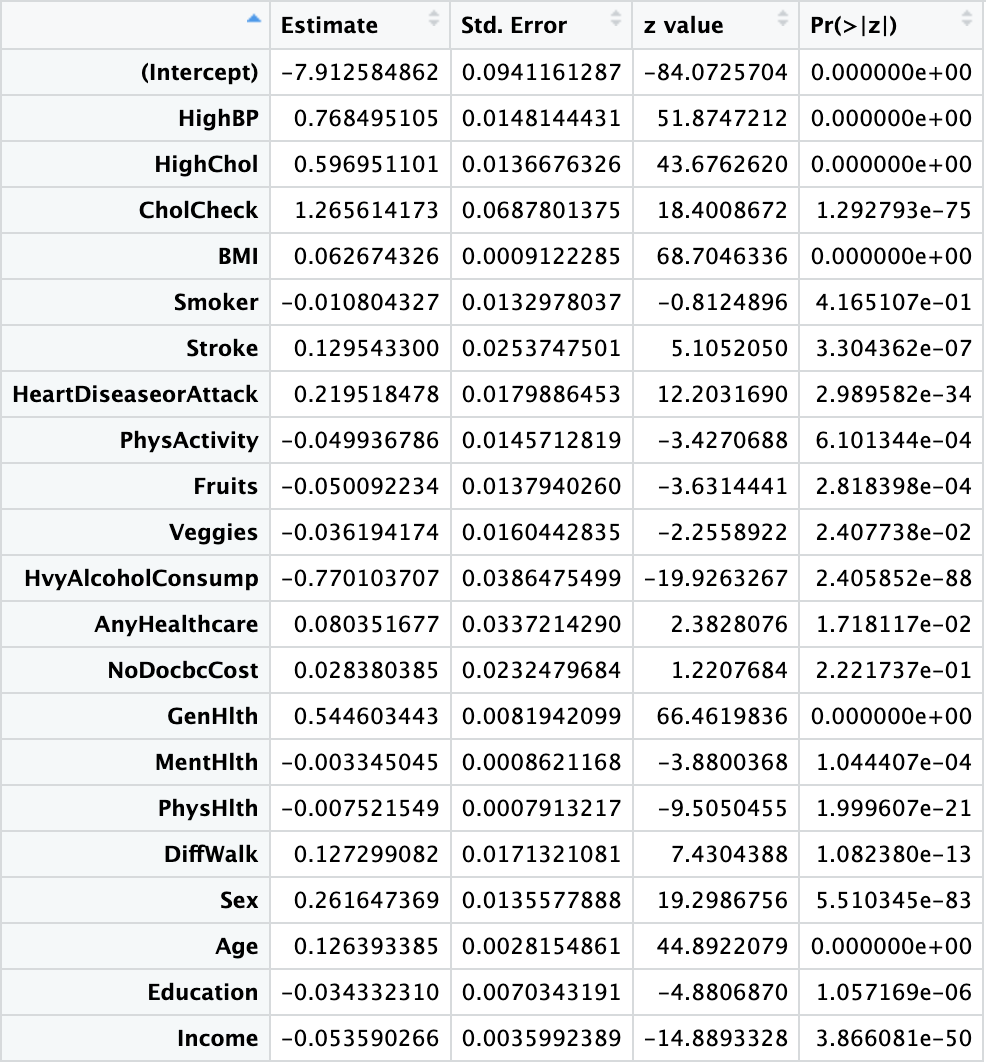 Estimate Std. Error z value Pr(>|z|)
(Intercept) −7.912584862 0.0941161287 −84.0725704 0.000000e+00
HighBP 0.768495105 0.0148144431 51.8747212 0.000000e+00
HighChol 0.596951101 0.0136676326 43.6762620 0.000000e+00
CholCheck 1.265614173 0.0687801375 18.4008672 1.292793e−75
BMI 0.062674326 0.0009122285 68.7046336 0.000000e+00
Smoker −0.010804327 0.0132978037 −0.8124896 4.165107e−01
Stroke 0.129543300 0.0253747501 5.1052050 3.304362e−07
HeartDiseaseorAttack 0.219518478 0.0179886453 12.2031690 2.989582e−34
PhysActivity −0.049936786 0.0145712819 −3.4270688 6.101344e−04
Fruits −0.050092234 0.0137940260 −3.6314441 2.818398e−04
Veggies −0.036194174 0.0160442835 −2.2558922 2.407738e−02
HvyAlcoholConsump −0.770103707 0.0386475499 −19.9263267 2.405852e−88
AnyHealthcare 0.080351677 0.0337214290 2.3828076 1.718117e−02
NoDocbcCost 0.028380385 0.0232479684 1.2207684 2.221737e−01
GenHlth 0.544603443 0.0081942099 66.4619836 0.000000e+00
MentHlth −0.003345045 0.0008621168 −3.8800368 1.044407e−04
PhysHlth −0.007521549 0.0007913217 −9.5050455 1.999607e−21
DiffWalk 0.127299082 0.0171321081 7.4304388 1.082380e−13
Sex 0.261647369 0.0135577888 19.2986756 5.510345e−83
Age 0.126393385 0.0028154861 44.8922079 0.000000e+00
Education −0.034332310 0.0070343191 −4.8806870 1.057169e−06
Income −0.053590266 0.0035992389 −14.8893328 3.866081e−50